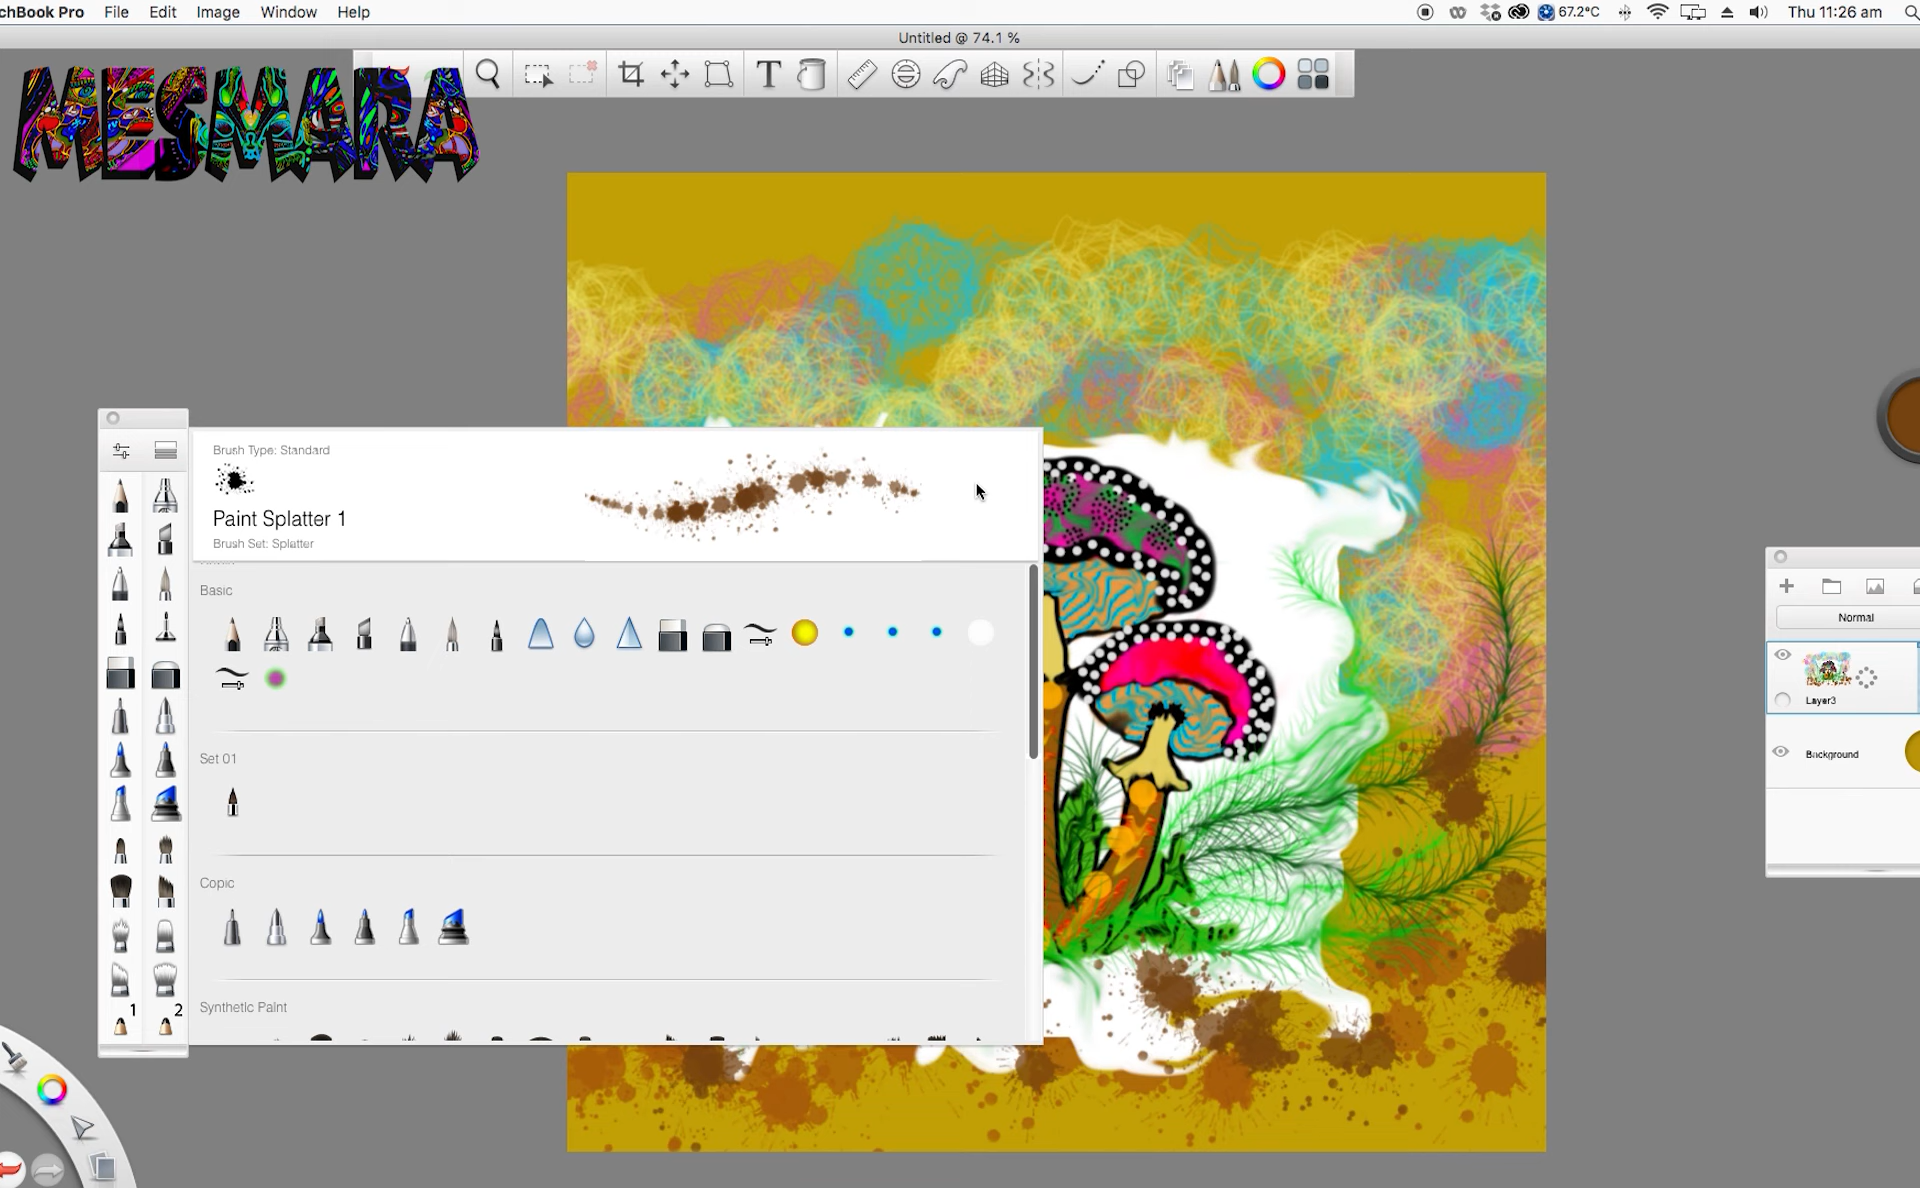 chBook Pro File Edit Image Window Help 67.2°C Thu 11:26 am
Untitled @ 74.1 %
MESMARA
T
Brush Type: Standard
Paint Splatter 1
Brush Set: Splatter
Basic
Set 01
Copic
Synthetic Paint
1 2
Normal
Layer3
Background